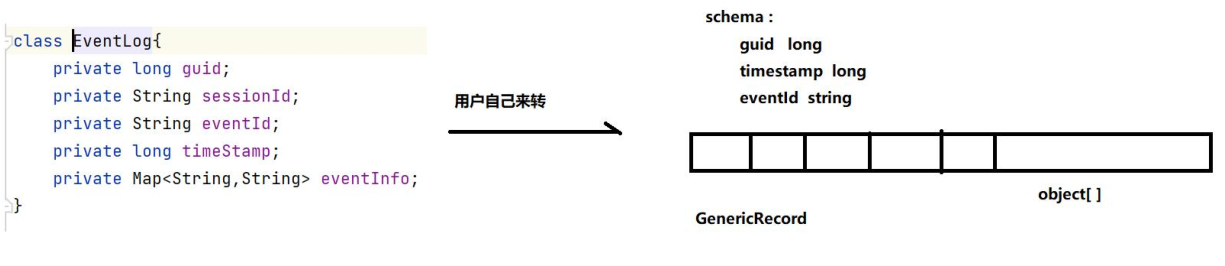 class EventLog{
private long guid;
private String sessionId;
private String eventId;
private long timeStamp;
private Map<String,String> eventInfo;
}
用户自己来转
schema :
guid long
timestamp long
eventId string
object[ ]
GenericRecord